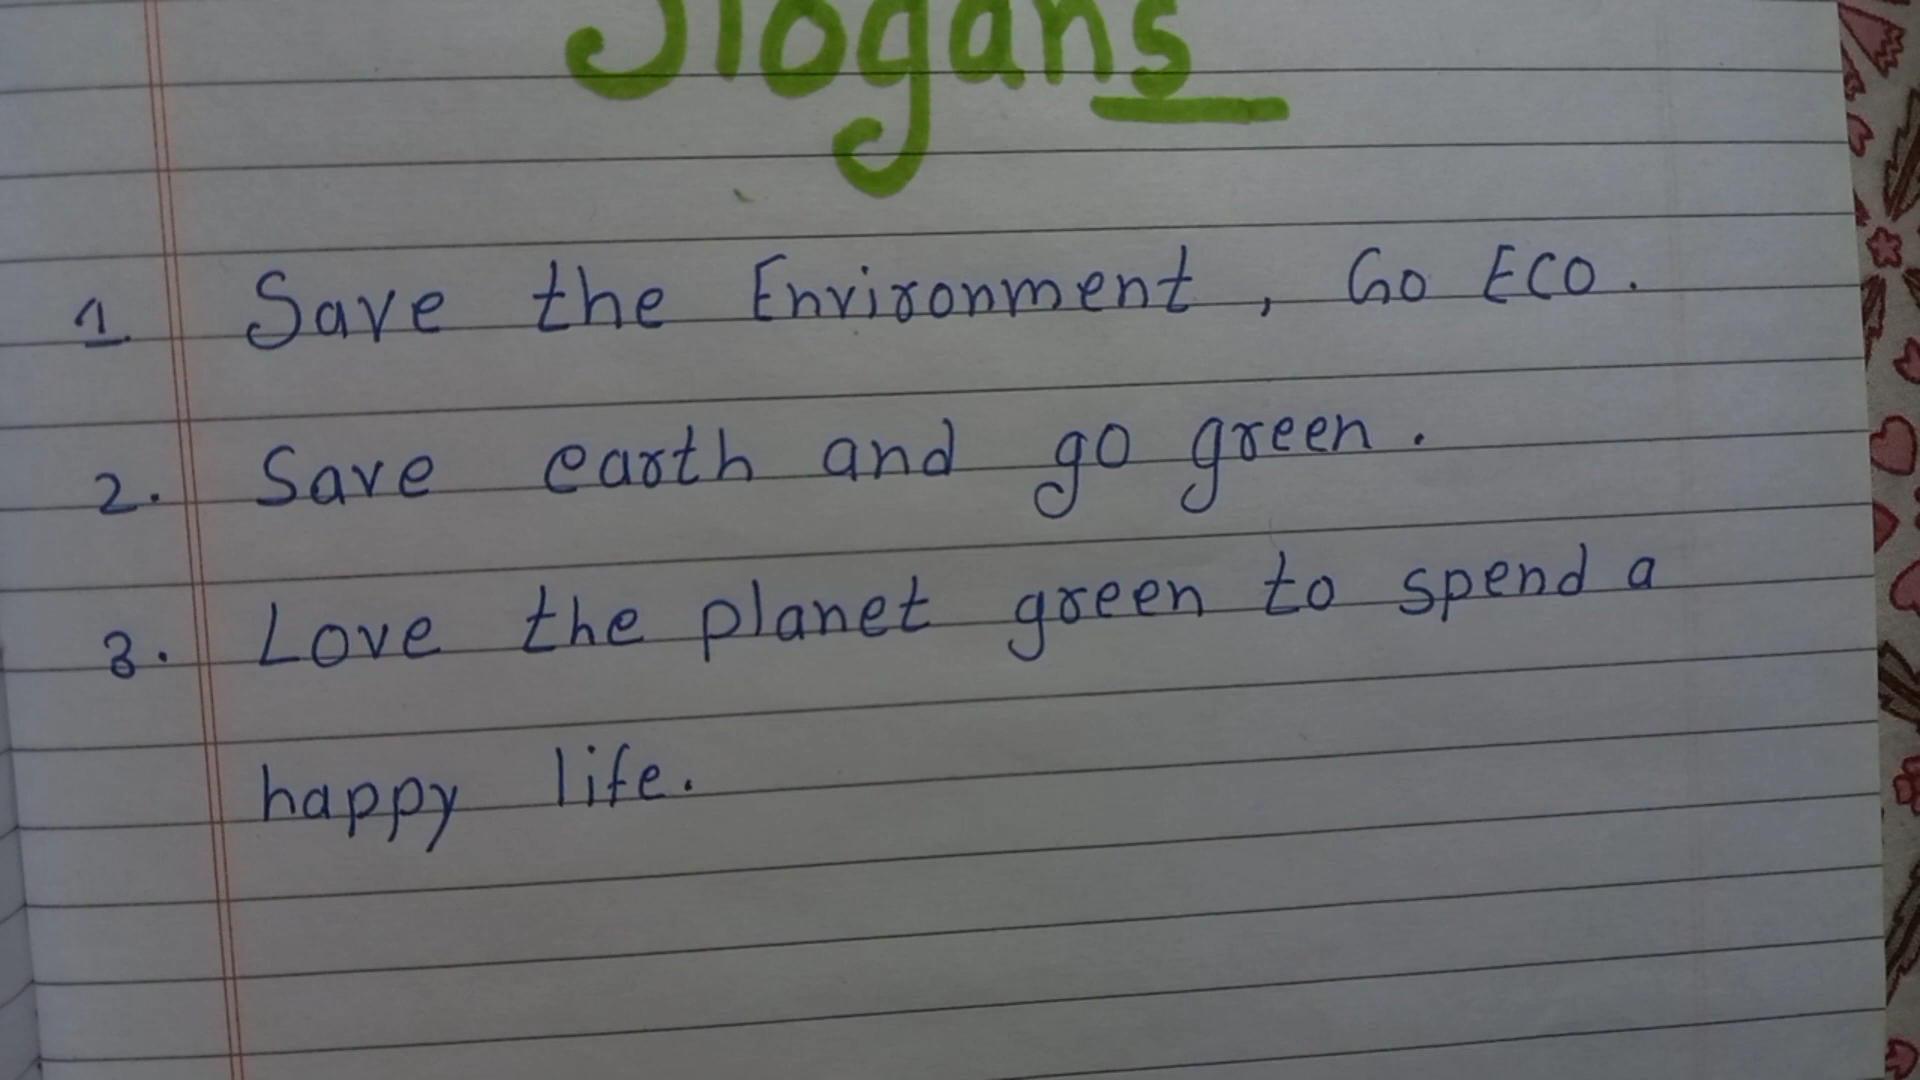 Slogans
1. Save the Environment, Go ECO.
2. Save earth and go green.
3. Love the planet green to spend a
happy life.